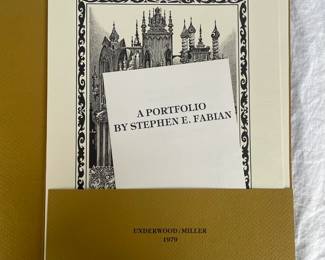 A PORTFOLIO
BY STEPHEN E. FABIAN
UNDERWOOD/MILLER
1979